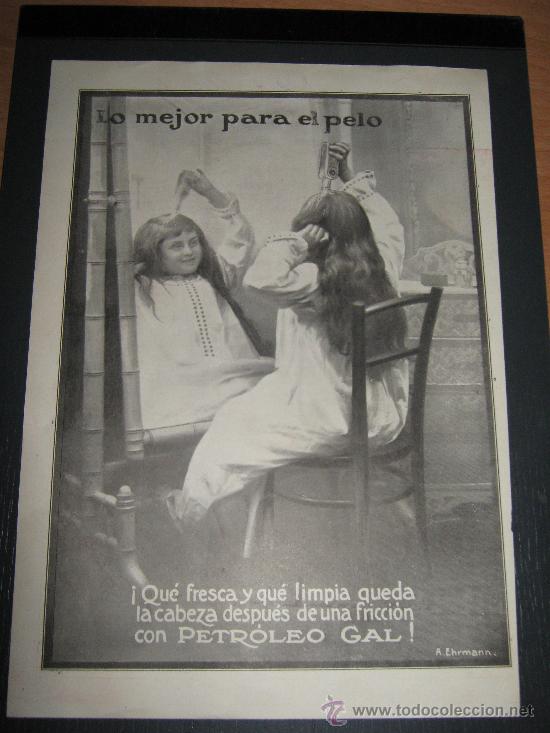 Lo mejor para el pelo
¡Qué fresca y qué limpia queda
la cabeza después de una fricción
con PETRÓLEO GAL!
A. Ehrmann.
todocoleccion
www.todocoleccion.net